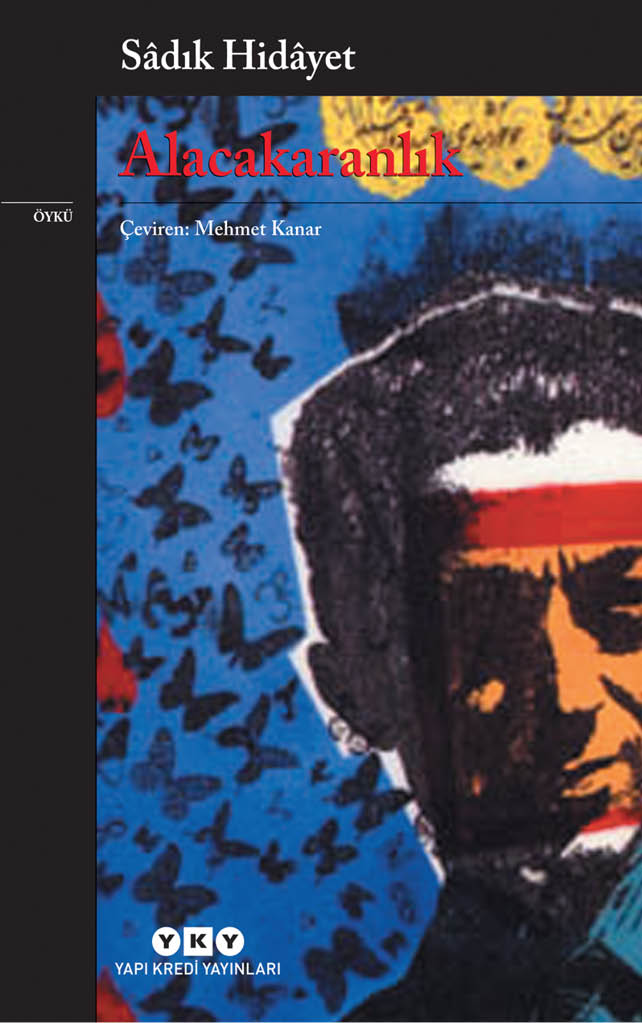 Sâdık Hidâyet
Alacakaranlık
ÖYKÜ
Çeviren: Mehmet Kanar
YKY
YAPI KREDİ YAYINLARI